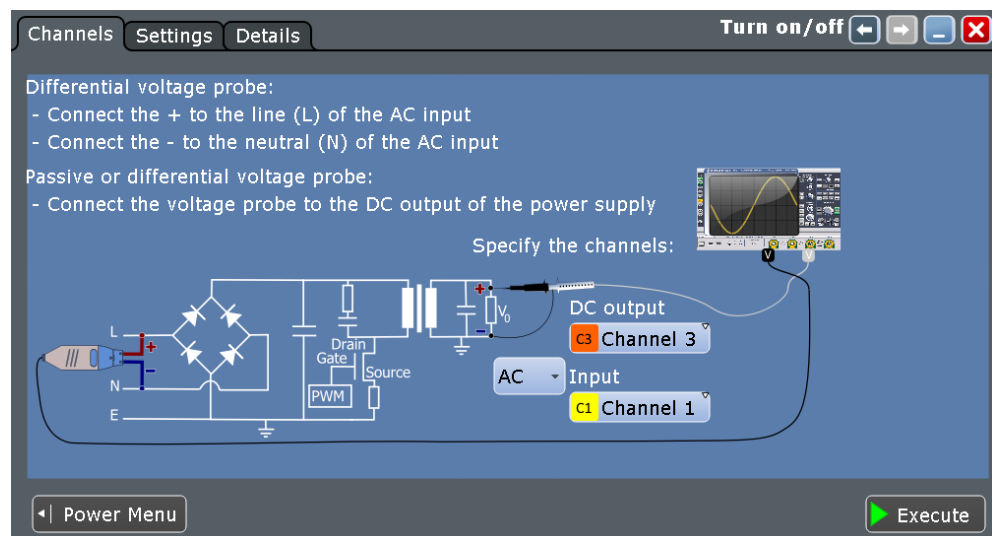 Channels Settings Details Turn on/off
Differential voltage probe:
- Connect the + to the line (L) of the AC input
- Connect the - to the neutral (N) of the AC input
Passive or differential voltage probe:
- Connect the voltage probe to the DC output of the power supply
Specify the channels:
V V
+
V₀
-
DC output
C3 Channel 3
AC Input
C1 Channel 1
L
+
-
N
E
Drain
Gate
Source
PWM
Power Menu Execute